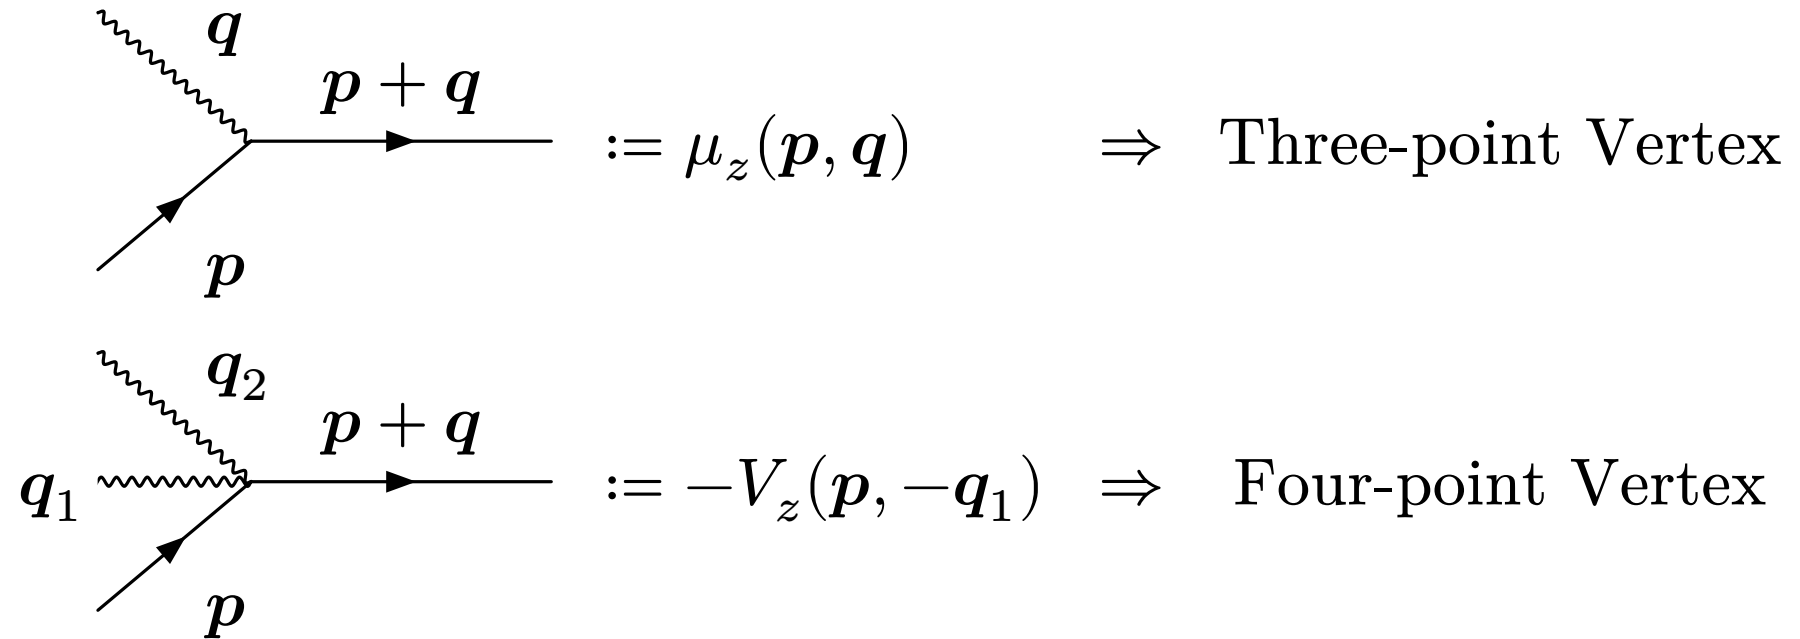 q
p + q
:= μ_z(p, q) ⇒ Three-point Vertex
p
q_2
p + q
q_1 := −V_z(p, −q_1) ⇒ Four-point Vertex
p